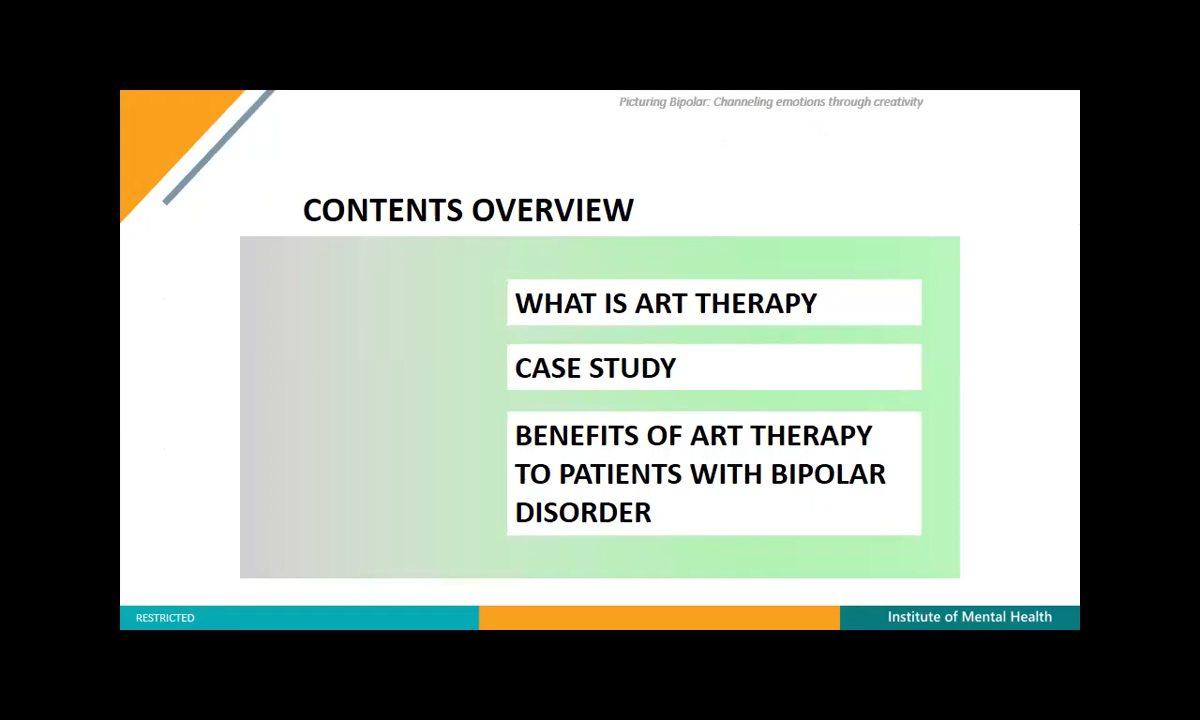 Picturing Bipolar: Channeling emotions through creativity
CONTENTS OVERVIEW
WHAT IS ART THERAPY
CASE STUDY
BENEFITS OF ART THERAPY
TO PATIENTS WITH BIPOLAR
DISORDER
RESTRICTED
Institute of Mental Health